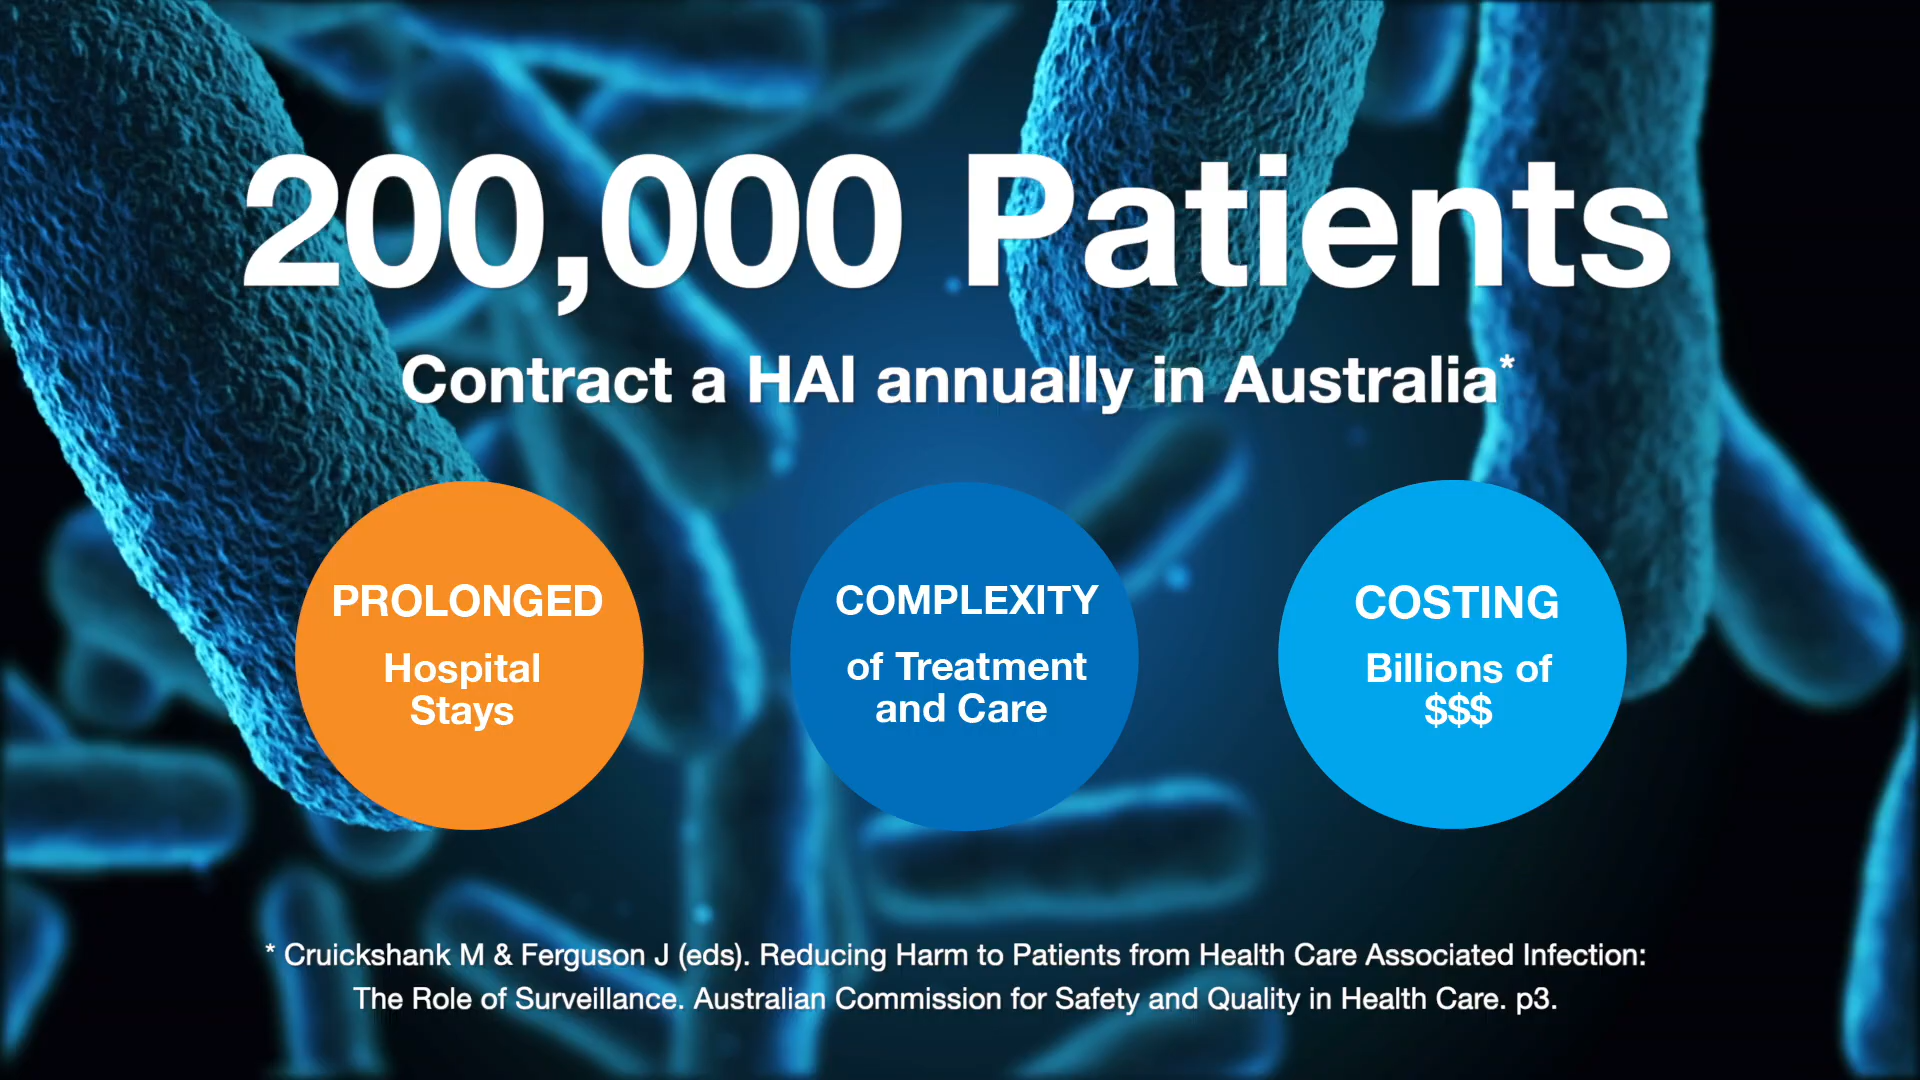 200,000 Patients
Contract a HAI annually in Australia*
PROLONGED
Hospital
Stays
COMPLEXITY
of Treatment
and Care
COSTING
Billions of
$$$
* Cruickshank M & Ferguson J (eds). Reducing Harm to Patients from Health Care Associated Infection:
The Role of Surveillance. Australian Commission for Safety and Quality in Health Care. p3.